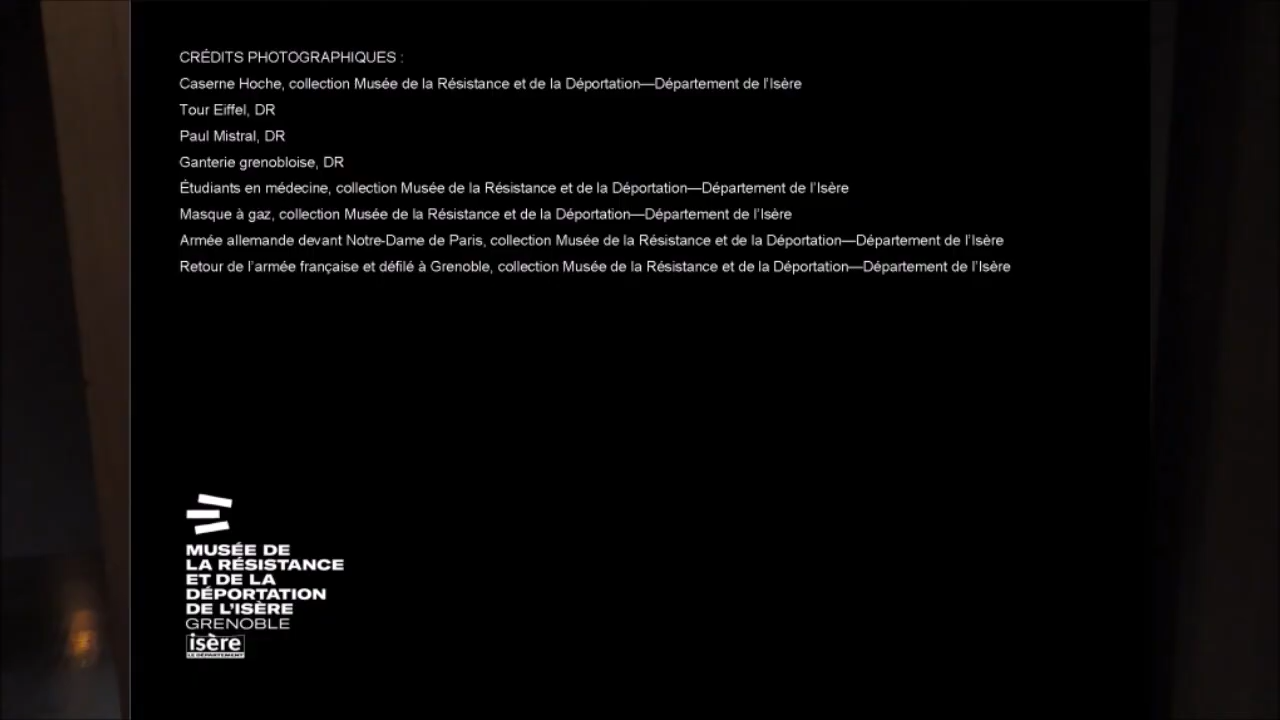 CRÉDITS PHOTOGRAPHIQUES :
Caserne Hoche, collection Musée de la Résistance et de la Déportation—Département de l'Isère
Tour Eiffel, DR
Paul Mistral, DR
Ganterie grenobloise, DR
Étudiants en médecine, collection Musée de la Résistance et de la Déportation—Département de l'Isère
Masque à gaz, collection Musée de la Résistance et de la Déportation—Département de l'Isère
Armée allemande devant Notre-Dame de Paris, collection Musée de la Résistance et de la Déportation—Département de l'Isère
Retour de l'armée française et défilé à Grenoble, collection Musée de la Résistance et de la Déportation—Département de l'Isère
MUSÉE DE
LA RÉSISTANCE
ET DE LA
DÉPORTATION
DE L'ISÈRE
GRENOBLE
isère
LE DÉPARTEMENT